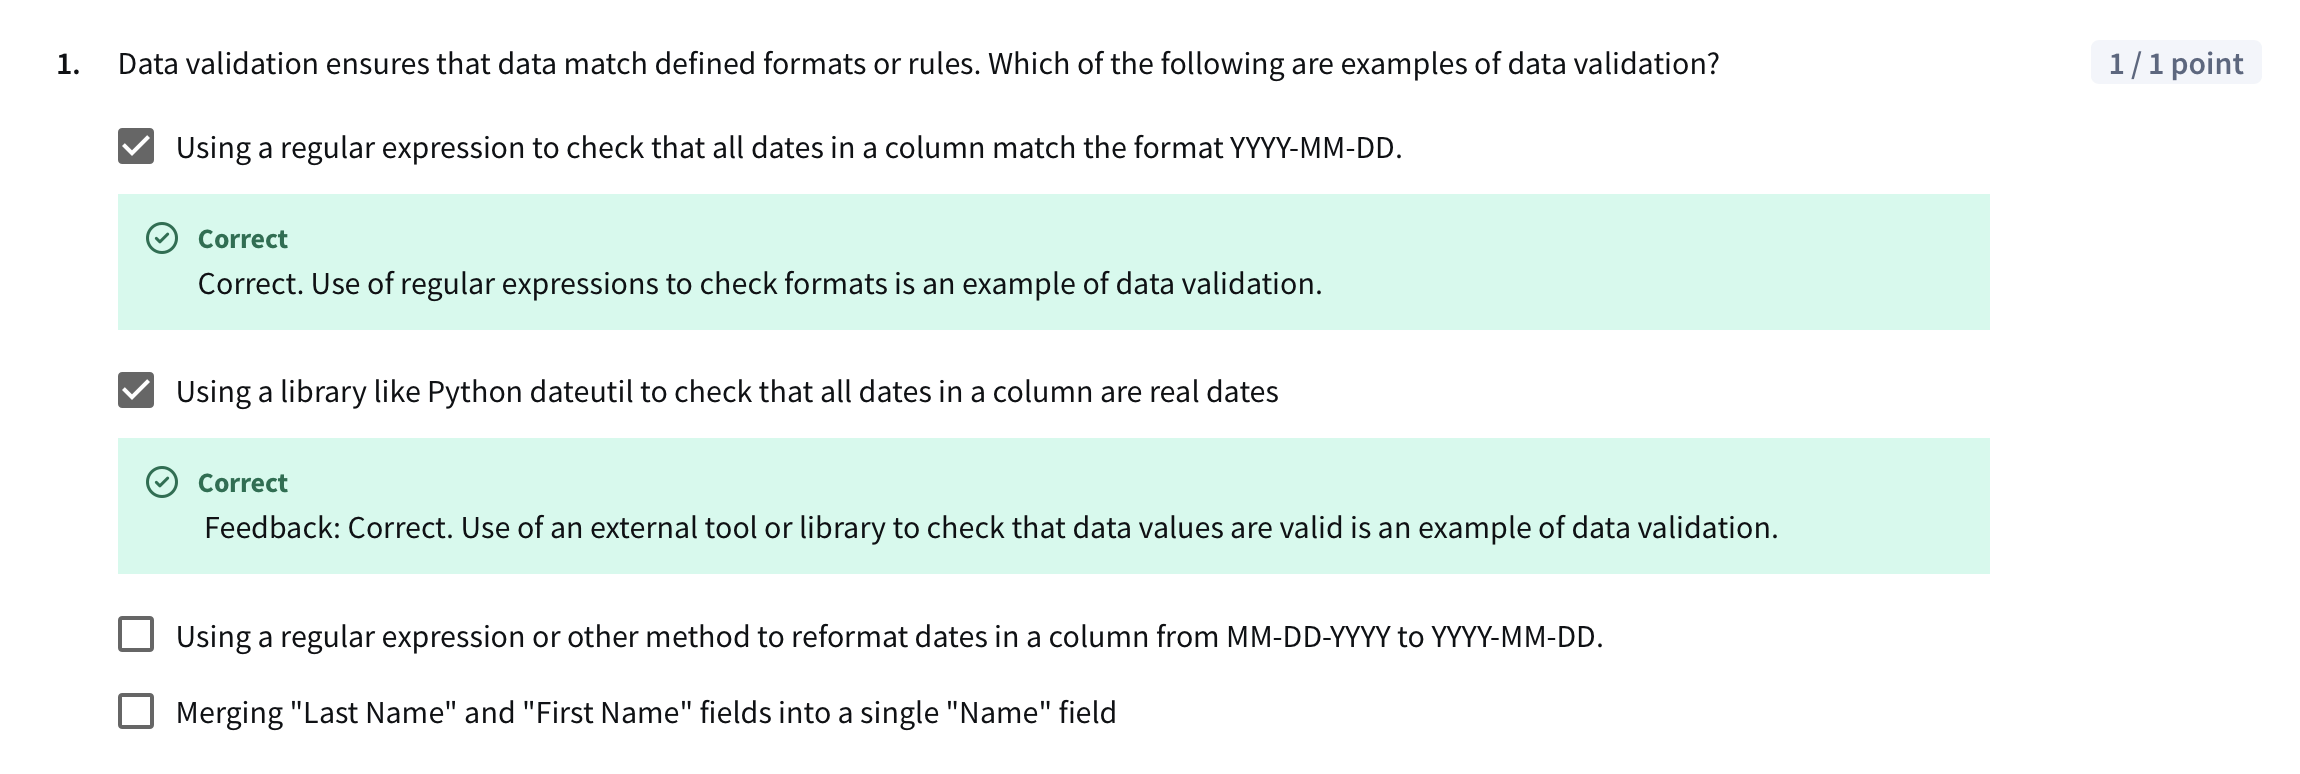 1. Data validation ensures that data match defined formats or rules. Which of the following are examples of data validation?
1 / 1 point
Using a regular expression to check that all dates in a column match the format YYYY-MM-DD.
Correct
Correct. Use of regular expressions to check formats is an example of data validation.
Using a library like Python dateutil to check that all dates in a column are real dates
Correct
Feedback: Correct. Use of an external tool or library to check that data values are valid is an example of data validation.
Using a regular expression or other method to reformat dates in a column from MM-DD-YYYY to YYYY-MM-DD.
Merging "Last Name" and "First Name" fields into a single "Name" field